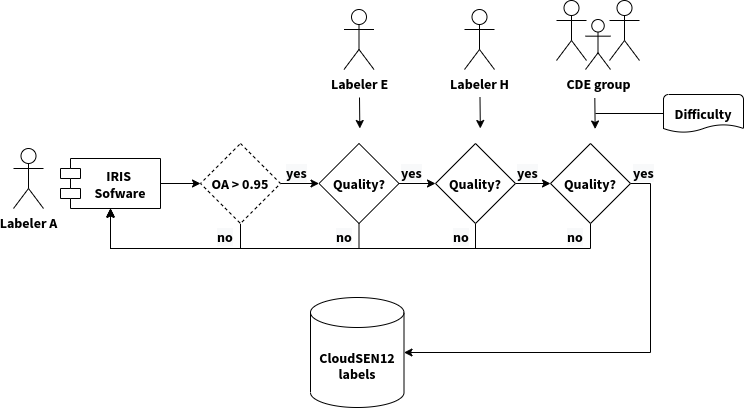 Labeler E
Labeler H
CDE group
Difficulty
Labeler A
IRIS
Sofware
OA > 0.95
yes
Quality?
yes
Quality?
yes
Quality?
yes
no
no
no
no
CloudSEN12
labels